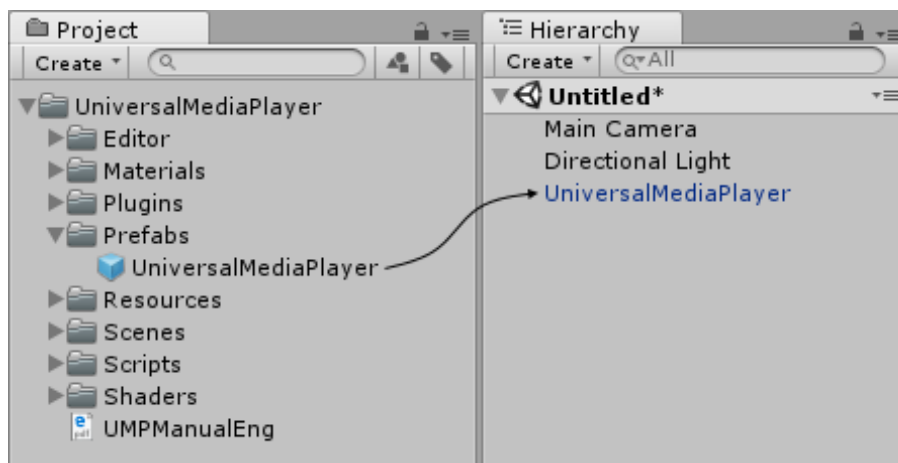 Project
Create
UniversalMediaPlayer
Editor
Materials
Plugins
Prefabs
UniversalMediaPlayer
Resources
Scenes
Scripts
Shaders
UMPManualEng
Hierarchy
Create
All
Untitled*
Main Camera
Directional Light
UniversalMediaPlayer